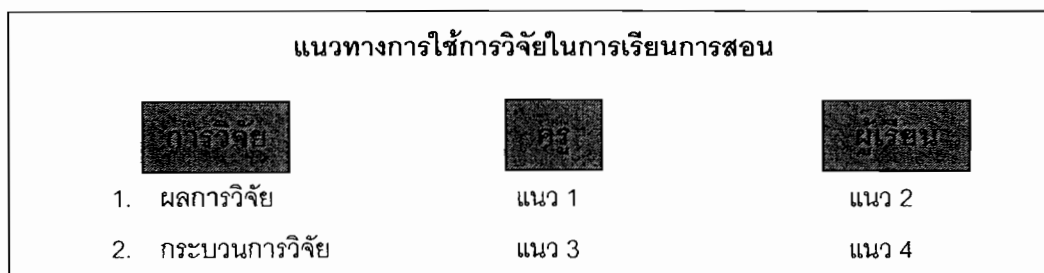 แนวทางการใช้การวิจัยในการเรียนการสอน
การวิจัย ครู ผู้เรียน
1. ผลการวิจัย แนว 1 แนว 2
2. กระบวนการวิจัย แนว 3 แนว 4